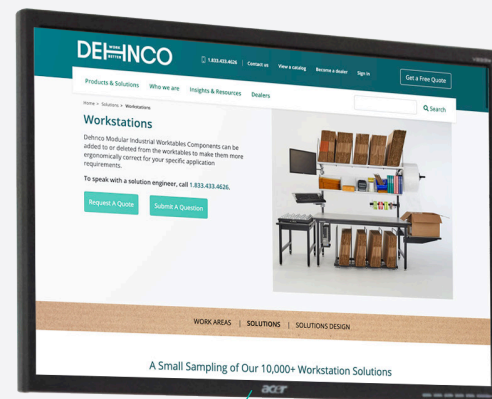 DEHNCO WORK BETTER
1.833.433.4626 | Contact us View a catalog Become a dealer Sign in Get a Free Quote
Products & Solutions Who we are Insights & Resources Dealers Search
Home > Solutions > Workstations
Workstations
Dehnco Modular Industrial Worktables Components can be
added to or deleted from the worktables to make them more
ergonomically correct for your specific application
requirements.
To speak with a solution engineer, call 1.833.433.4626.
Request A Quote Submit A Question
WORK AREAS | SOLUTIONS | SOLUTIONS DESIGN
A Small Sampling of Our 10,000+ Workstation Solutions
acer